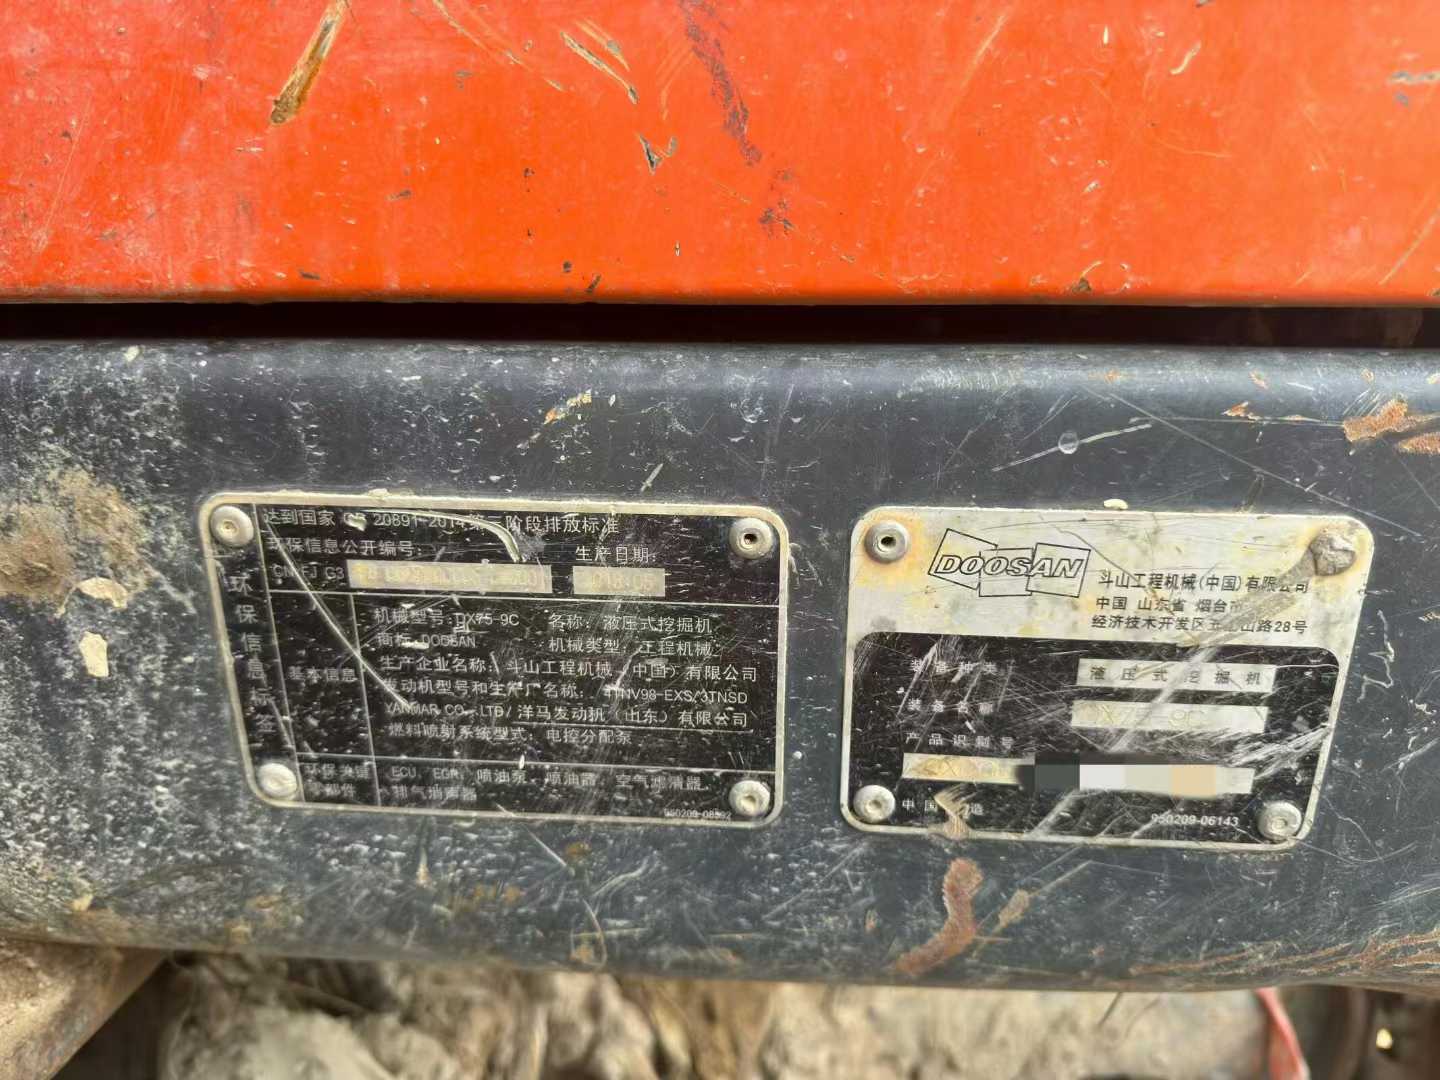 达到国家 GB 20891-2014第三阶段排放标准
环保信息公开编号:
生产日期:
CN FJ G3
018.05
环保信息标签
基本信息
机械型号: DX75-9C 名称: 液压式挖掘机
商标: DOOSAN 机械类型: 工程机械
生产企业名称: 斗山工程机械 (中国) 有限公司
发动机型号和生产厂名称: 4TNV98-EXS/3TNSD
YANMAR CO.,LTD/ 洋马发动机 (山东) 有限公司
燃料喷射系统型式: 电控分配泵
环保关键 ECU、EGR、喷油泵、喷油器、空气滤清器、
零部件 排气消声器
950209-08592
DOOSAN
斗山工程机械(中国)有限公司
中国 山东省 烟台市
经济技术开发区五 山路28号
装备种类 液压式挖掘机
装备名称
产品识别号
中国 造
950209-06143